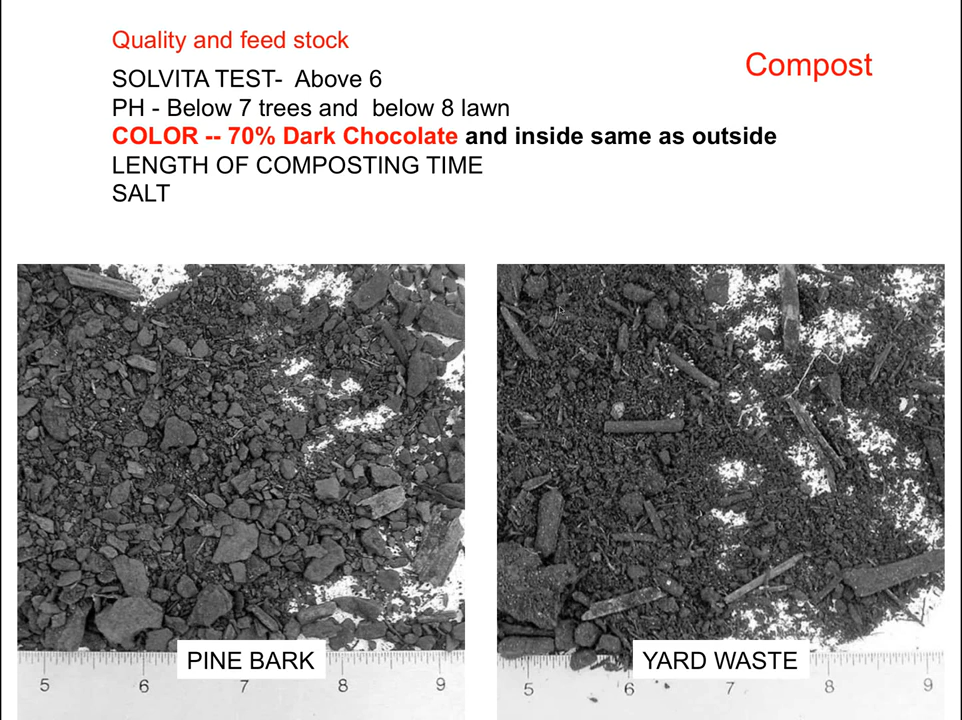 Quality and feed stock
Compost
SOLVITA TEST-  Above 6
PH - Below 7 trees and  below 8 lawn
COLOR -- 70% Dark Chocolate and inside same as outside
LENGTH OF COMPOSTING TIME
SALT
PINE BARK
YARD WASTE
5 6 7 8 9
5 6 7 8 9